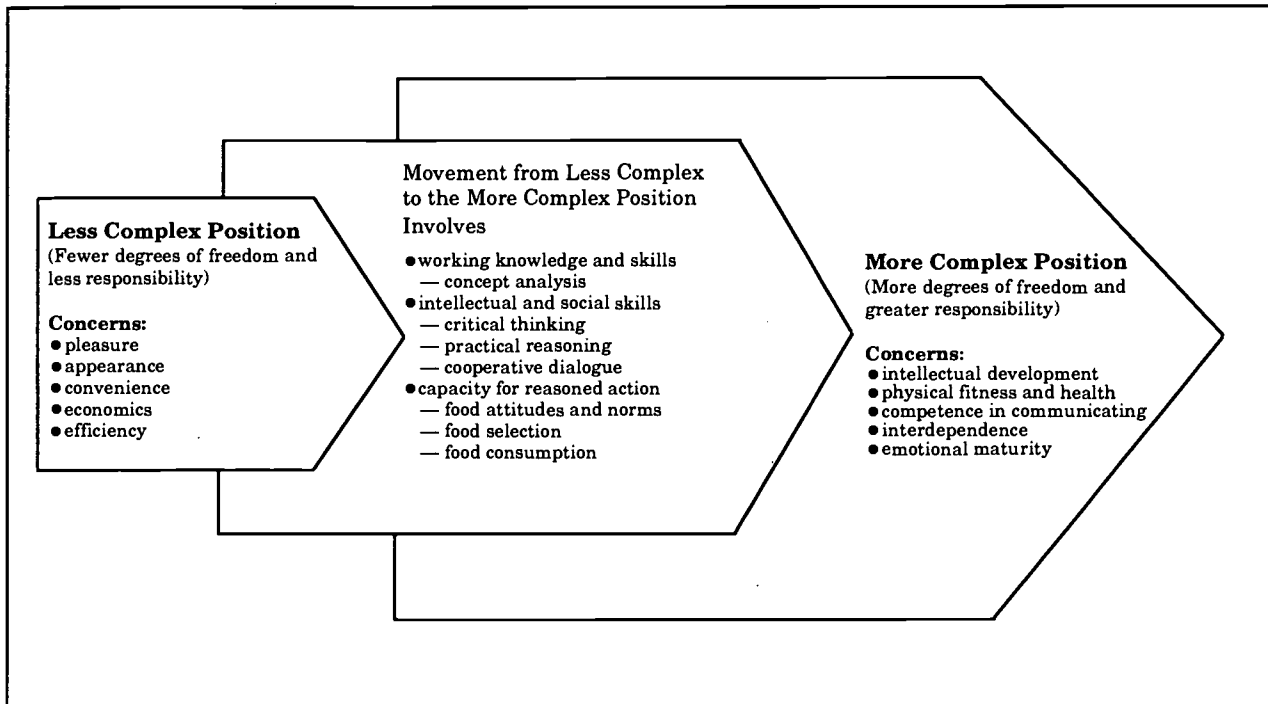 Less Complex Position
(Fewer degrees of freedom and
less responsibility)
Concerns:
● pleasure
● appearance
● convenience
● economics
● efficiency
Movement from Less Complex
to the More Complex Position
Involves
● working knowledge and skills
— concept analysis
● intellectual and social skills
— critical thinking
— practical reasoning
— cooperative dialogue
● capacity for reasoned action
— food attitudes and norms
— food selection
— food consumption
More Complex Position
(More degrees of freedom and
greater responsibility)
Concerns:
● intellectual development
● physical fitness and health
● competence in communicating
● interdependence
● emotional maturity